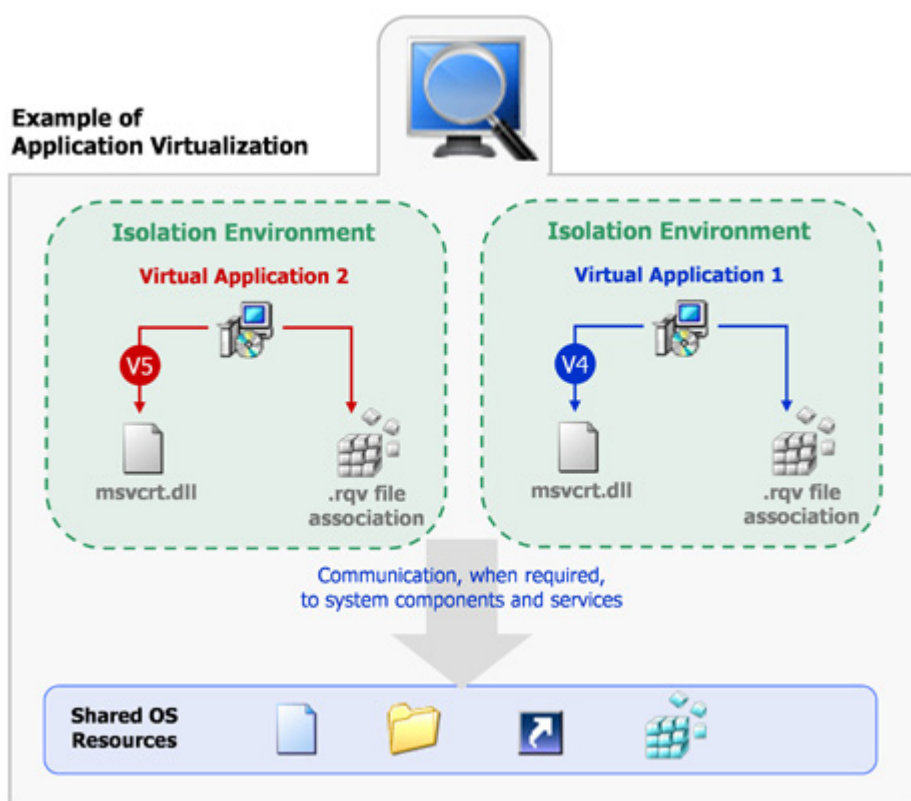 Example of
Application Virtualization
Isolation Environment
Virtual Application 2
V5
msvcrt.dll
.rqv file
association
Isolation Environment
Virtual Application 1
V4
msvcrt.dll
.rqv file
association
Communication, when required,
to system components and services
Shared OS
Resources